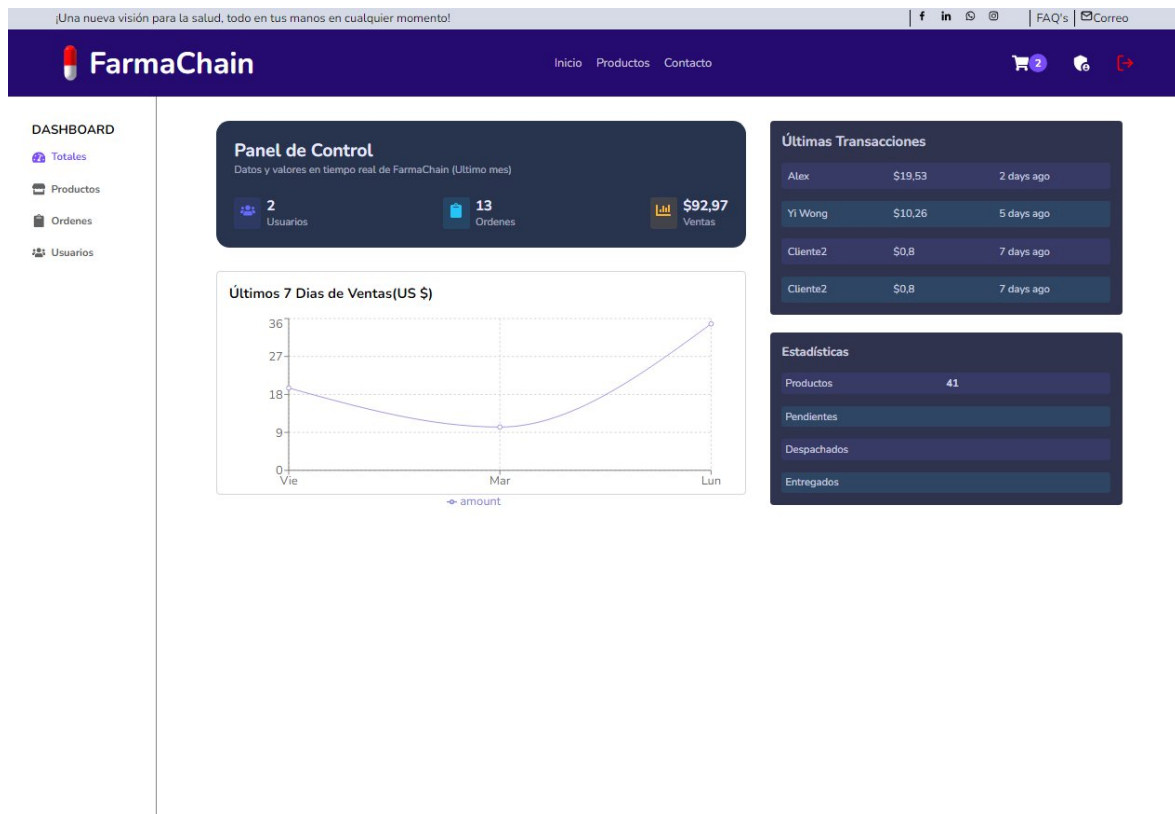 ¡Una nueva visión para la salud, todo en tus manos en cualquier momento!
FAQ's Correo
FarmaChain
Inicio Productos Contacto
2
DASHBOARD
Totales
Productos
Ordenes
Usuarios
Panel de Control
Datos y valores en tiempo real de FarmaChain (Ultimo mes)
2
Usuarios
13
Ordenes
$92,97
Ventas
Últimos 7 Dias de Ventas(US $)
36
27
18
9
0
Vie Mar Lun
amount
Últimas Transacciones
Alex $19,53 2 days ago
Yi Wong $10,26 5 days ago
Cliente2 $0,8 7 days ago
Cliente2 $0,8 7 days ago
Estadísticas
Productos 41
Pendientes
Despachados
Entregados